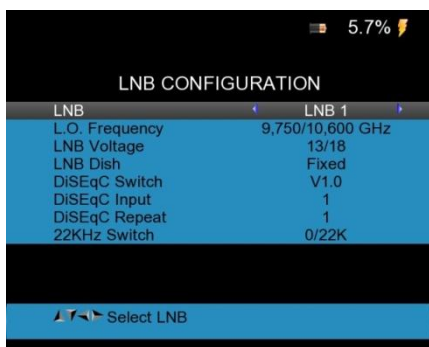 5.7%
LNB CONFIGURATION
LNB LNB 1
L.O. Frequency 9,750/10,600 GHz
LNB Voltage 13/18
LNB Dish Fixed
DiSEqC Switch V1.0
DiSEqC Input 1
DiSEqC Repeat 1
22KHz Switch 0/22K
Select LNB